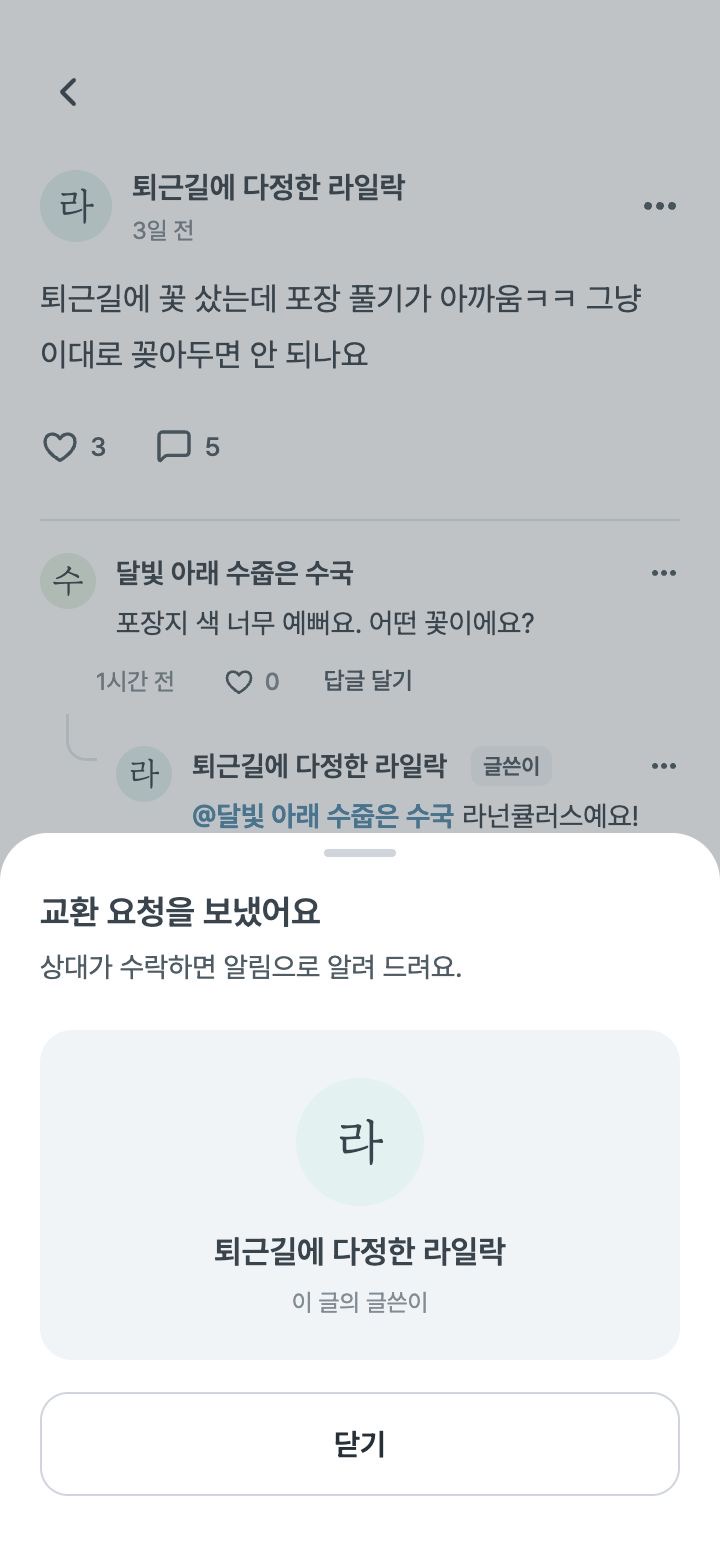 라
퇴근길에 다정한 라일락
3일 전
퇴근길에 꽃 샀는데 포장 풀기가 아까움ㅋㅋ 그냥
이대로 꽂아두면 안 되나요
3 5
수
달빛 아래 수줍은 수국
포장지 색 너무 예뻐요. 어떤 꽃이에요?
1시간 전 0 답글 달기
라
퇴근길에 다정한 라일락 글쓴이
@달빛 아래 수줍은 수국 라넌큘러스예요!
교환 요청을 보냈어요
상대가 수락하면 알림으로 알려 드려요.
라
퇴근길에 다정한 라일락
이 글의 글쓴이
닫기